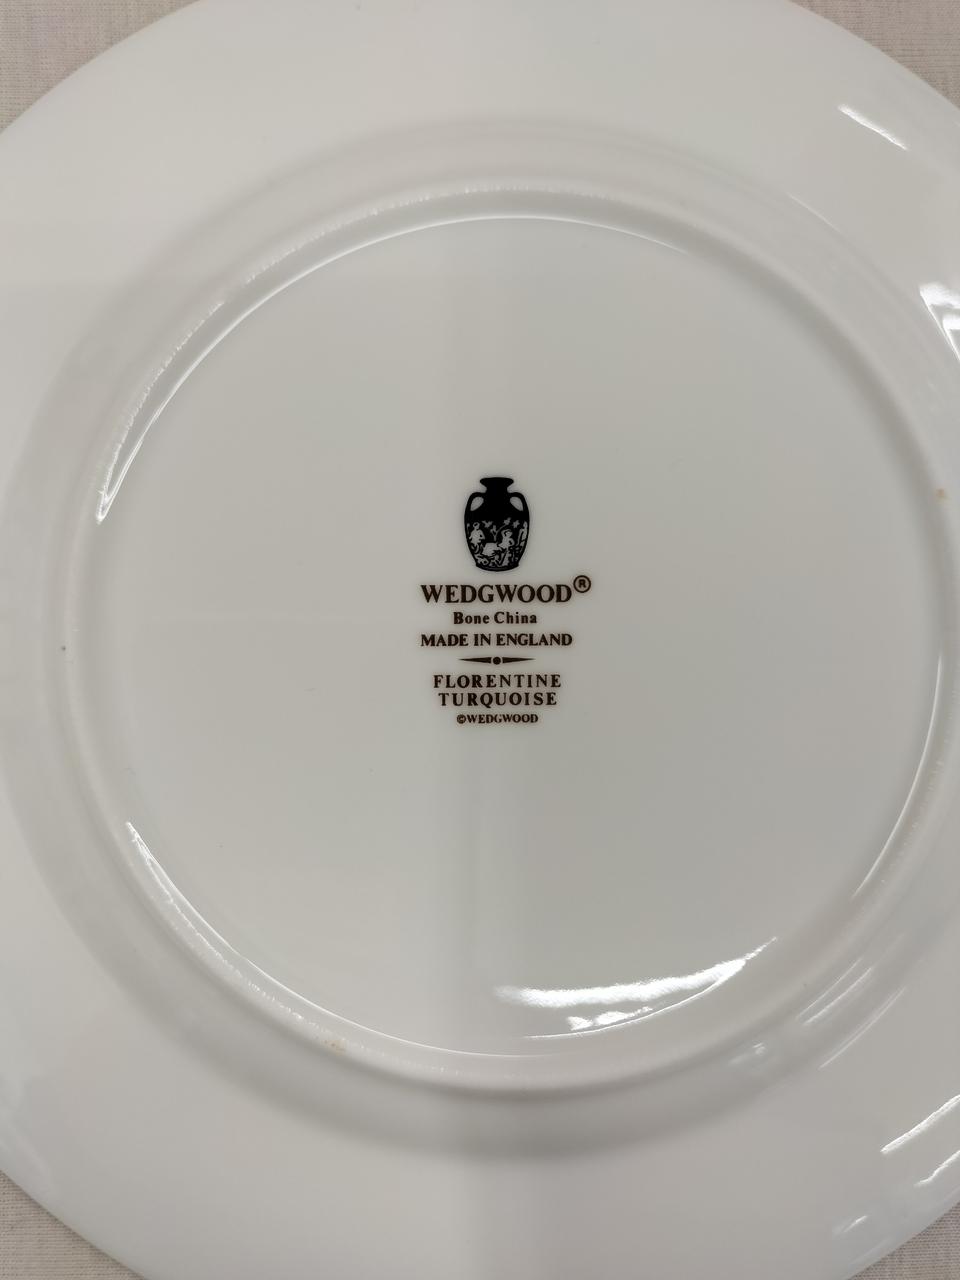 WEDGWOOD®
Bone China
MADE IN ENGLAND
FLORENTINE
TURQUOISE
©WEDGWOOD